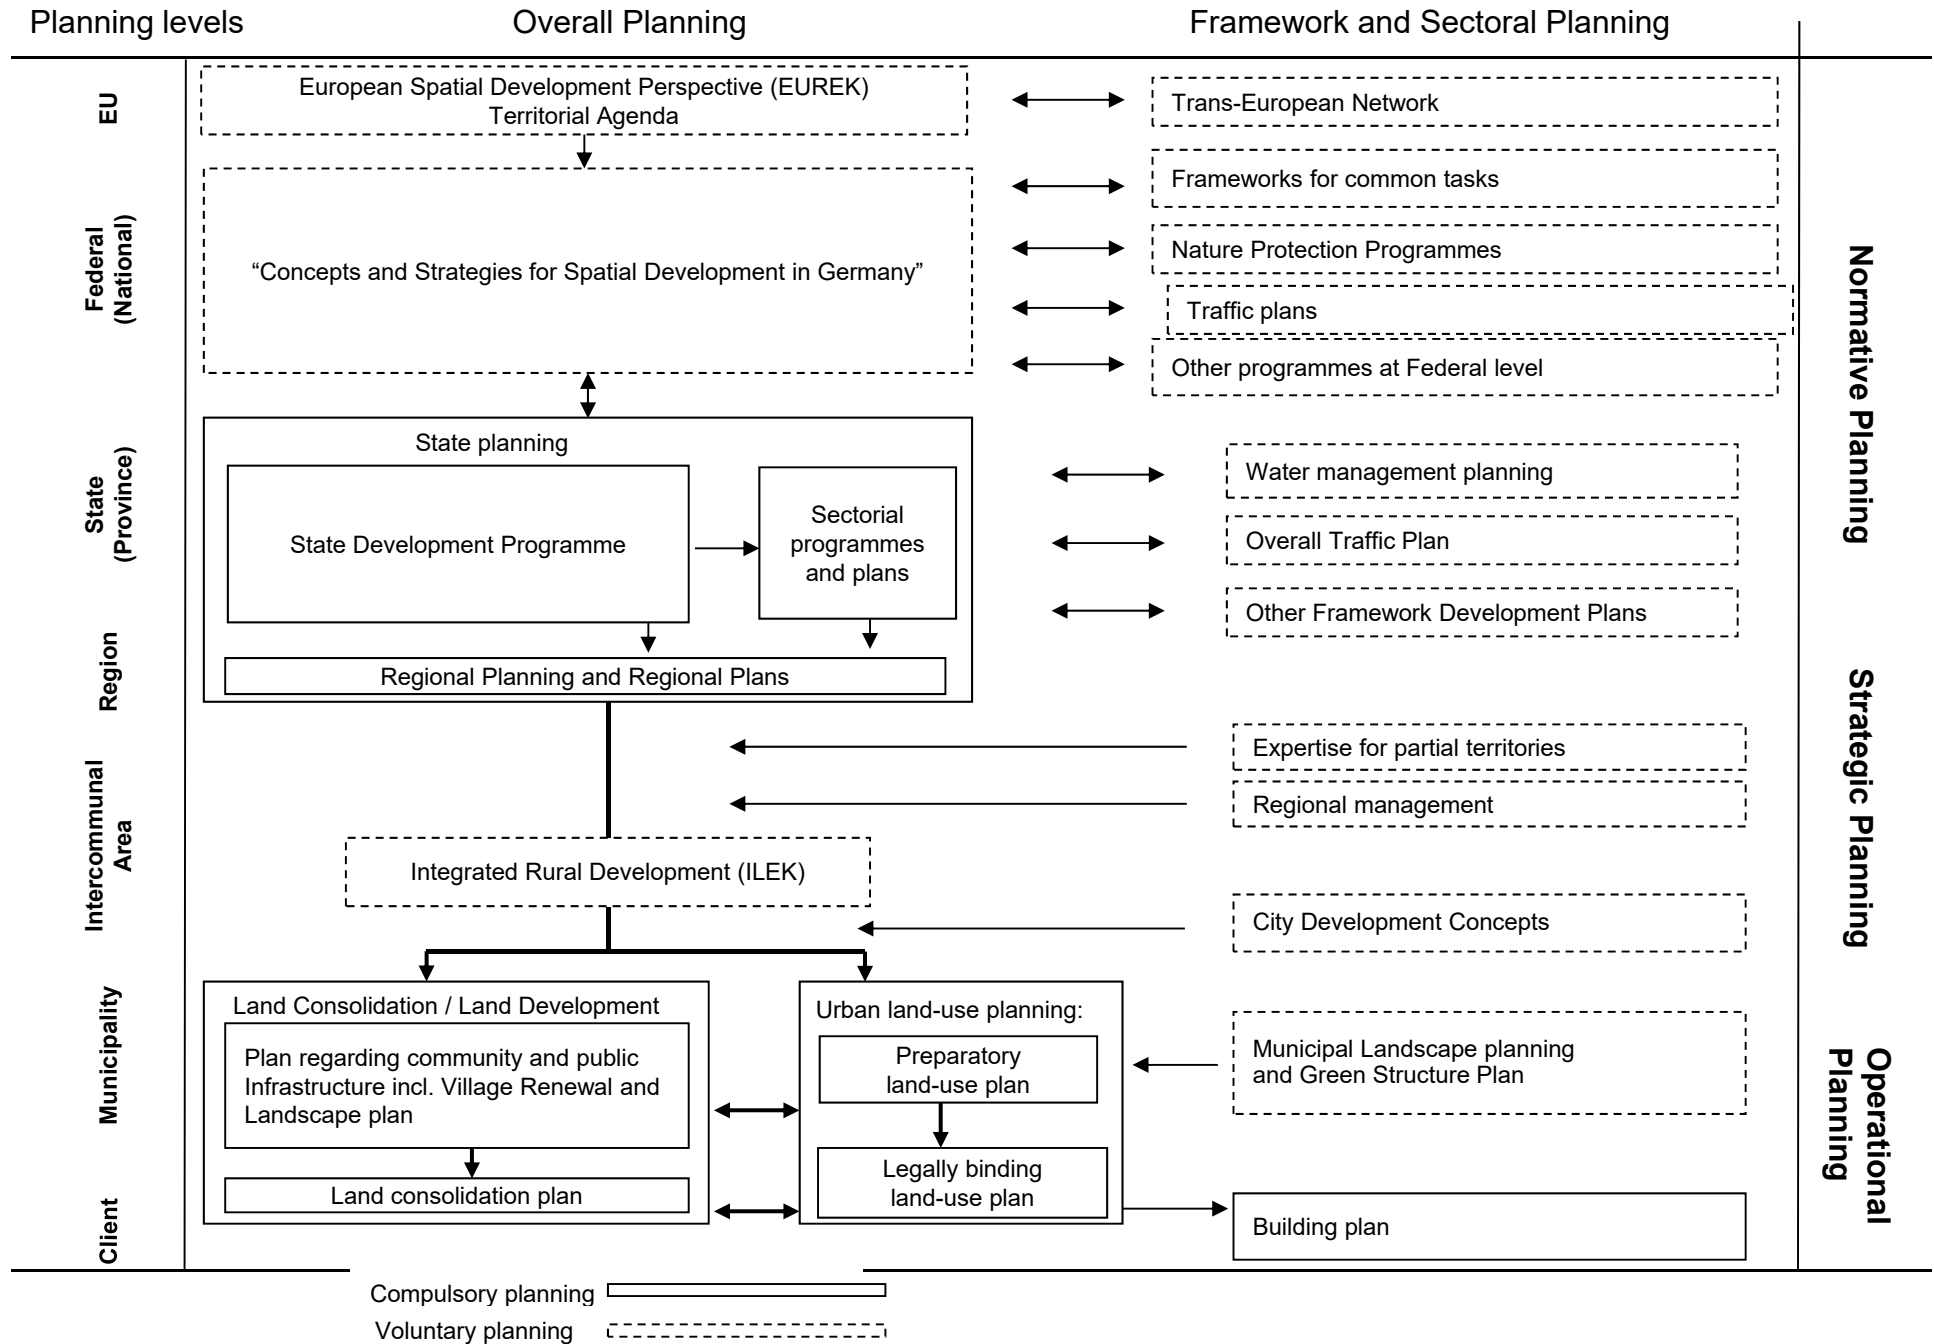 Planning levels
Overall Planning
Framework and Sectoral Planning
EU
European Spatial Development Perspective (EUREK)
Territorial Agenda
Trans-European Network
Federal
(National)
“Concepts and Strategies for Spatial Development in Germany”
Frameworks for common tasks
Nature Protection Programmes
Traffic plans
Other programmes at Federal level
Normative Planning
State
(Province)
State planning
State Development Programme
Sectorial
programmes
and plans
Water management planning
Overall Traffic Plan
Other Framework Development Plans
Region
Regional Planning and Regional Plans
Strategic Planning
Expertise for partial territories
Regional management
Intercommunal
Area
Integrated Rural Development (ILEK)
City Development Concepts
Municipality
Land Consolidation / Land Development
Plan regarding community and public
Infrastructure incl. Village Renewal and
Landscape plan
Land consolidation plan
Urban land-use planning:
Preparatory
land-use plan
Legally binding
land-use plan
Municipal Landscape planning
and Green Structure Plan
Operational
Planning
Client
Building plan
Compulsory planning
Voluntary planning